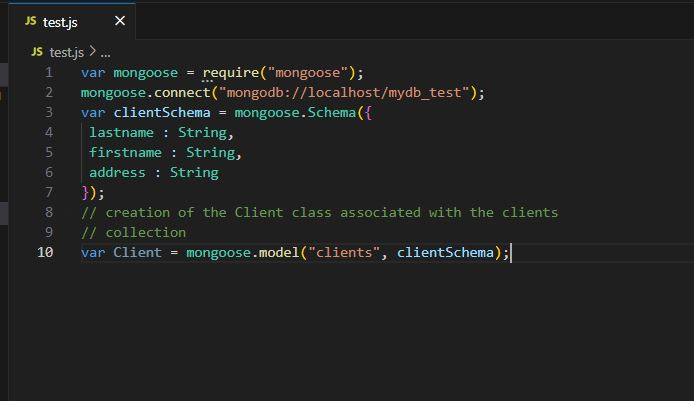 JS test.js ×
JS test.js > ...
1 var mongoose = require("mongoose");
2 mongoose.connect("mongodb://localhost/mydb_test");
3 var clientSchema = mongoose.Schema({
4 lastname : String,
5 firstname : String,
6 address : String
7 });
8 // creation of the Client class associated with the clients
9 // collection
10 var Client = mongoose.model("clients", clientSchema);